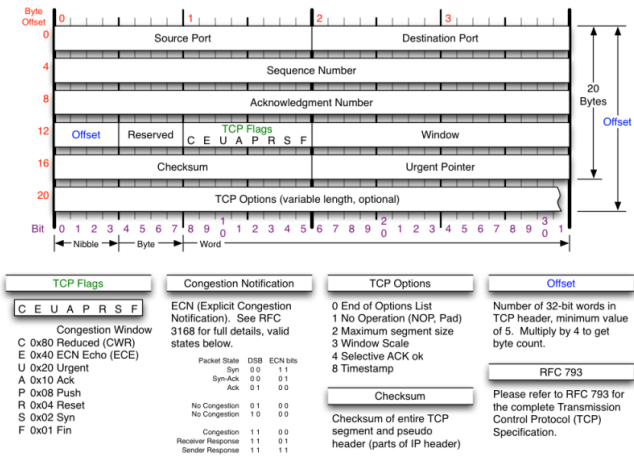 Byte
Offset
0 1 2 3
0 Source Port Destination Port
4 Sequence Number
8 Acknowledgment Number
20
Bytes
Offset
12 Offset Reserved TCP Flags Window
C E U A P R S F
16 Checksum Urgent Pointer
20 TCP Options (variable length, optional)
Bit 0 1 2 3 4 5 6 7 8 9 1 0 1 2 3 4 5 6 7 8 9 2 0 1 2 3 4 5 6 7 8 9 3 0 1
Nibble Byte Word
TCP Flags
C E U A P R S F
Congestion Window
C 0x80 Reduced (CWR)
E 0x40 ECN Echo (ECE)
U 0x20 Urgent
A 0x10 Ack
P 0x08 Push
R 0x04 Reset
S 0x02 Syn
F 0x01 Fin
Congestion Notification
ECN (Explicit Congestion
Notification). See RFC
3168 for full details, valid
states below.
Packet State DSB ECN bits
Syn 0 0 1 1
Syn-Ack 0 0 0 1
Ack 0 1 0 0
No Congestion 0 1 0 0
No Congestion 1 0 0 0
Congestion 1 1 0 0
Receiver Response 1 1 0 1
Sender Response 1 1 1 1
TCP Options
0 End of Options List
1 No Operation (NOP, Pad)
2 Maximum segment size
3 Window Scale
4 Selective ACK ok
8 Timestamp
Checksum
Checksum of entire TCP
segment and pseudo
header (parts of IP header)
Offset
Number of 32-bit words in
TCP header, minimum value
of 5. Multiply by 4 to get
byte count.
RFC 793
Please refer to RFC 793 for
the complete Transmission
Control Protocol (TCP)
Specification.